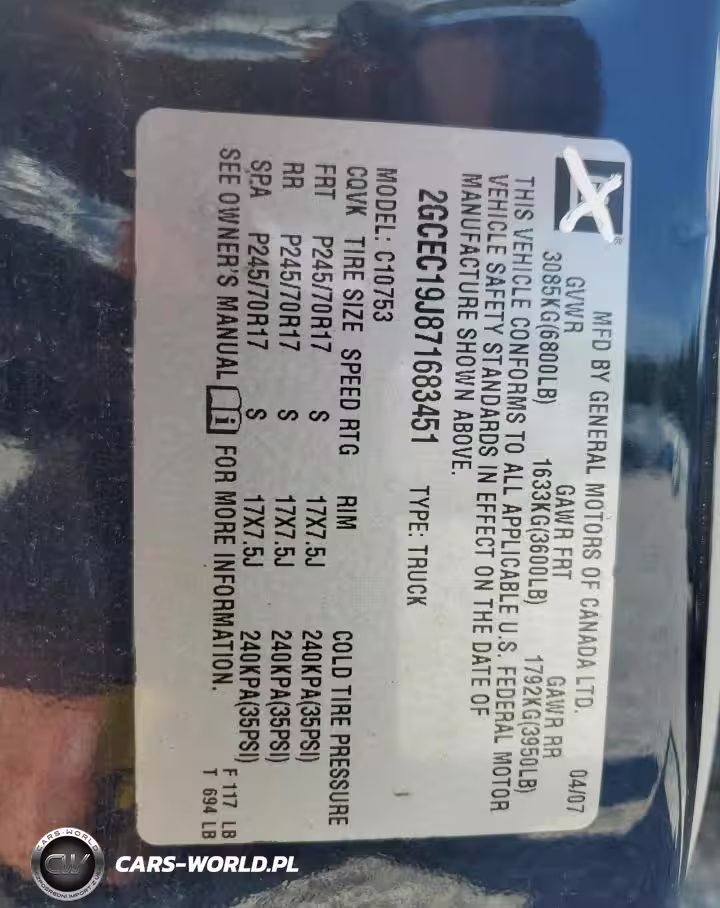 MFD BY GENERAL MOTORS OF CANADA LTD. 04/07
GVWR GAWR FRT GAWR RR
3085KG(6800LB) 1633KG(3600LB) 1792KG(3950LB)
THIS VEHICLE CONFORMS TO ALL APPLICABLE U.S. FEDERAL MOTOR
VEHICLE SAFETY STANDARDS IN EFFECT ON THE DATE OF
MANUFACTURE SHOWN ABOVE.
2GCEC19J871683451 TYPE: TRUCK
MODEL: C10753
CQVK TIRE SIZE SPEED RTG RIM COLD TIRE PRESSURE
FRT P245/70R17 S 17X7.5J 240KPA(35PSI)
RR P245/70R17 S 17X7.5J 240KPA(35PSI)
SPA P245/70R17 S 17X7.5J 240KPA(35PSI)
SEE OWNER'S MANUAL FOR MORE INFORMATION.
F 117 LB
T 694 LB
CARS-WORLD
CW
CARS-WORLD.PL